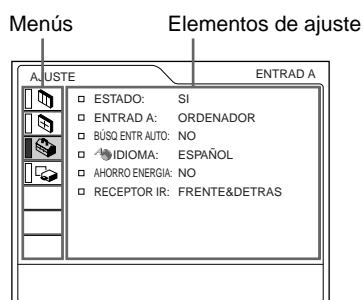 Menús Elementos de ajuste
AJUSTE ENTRAD A
ESTADO: SI
ENTRAD A: ORDENADOR
BÚSQ ENTR AUTO: NO
IDIOMA: ESPAÑOL
AHORRO ENERGIA: NO
RECEPTOR IR: FRENTE&DETRAS